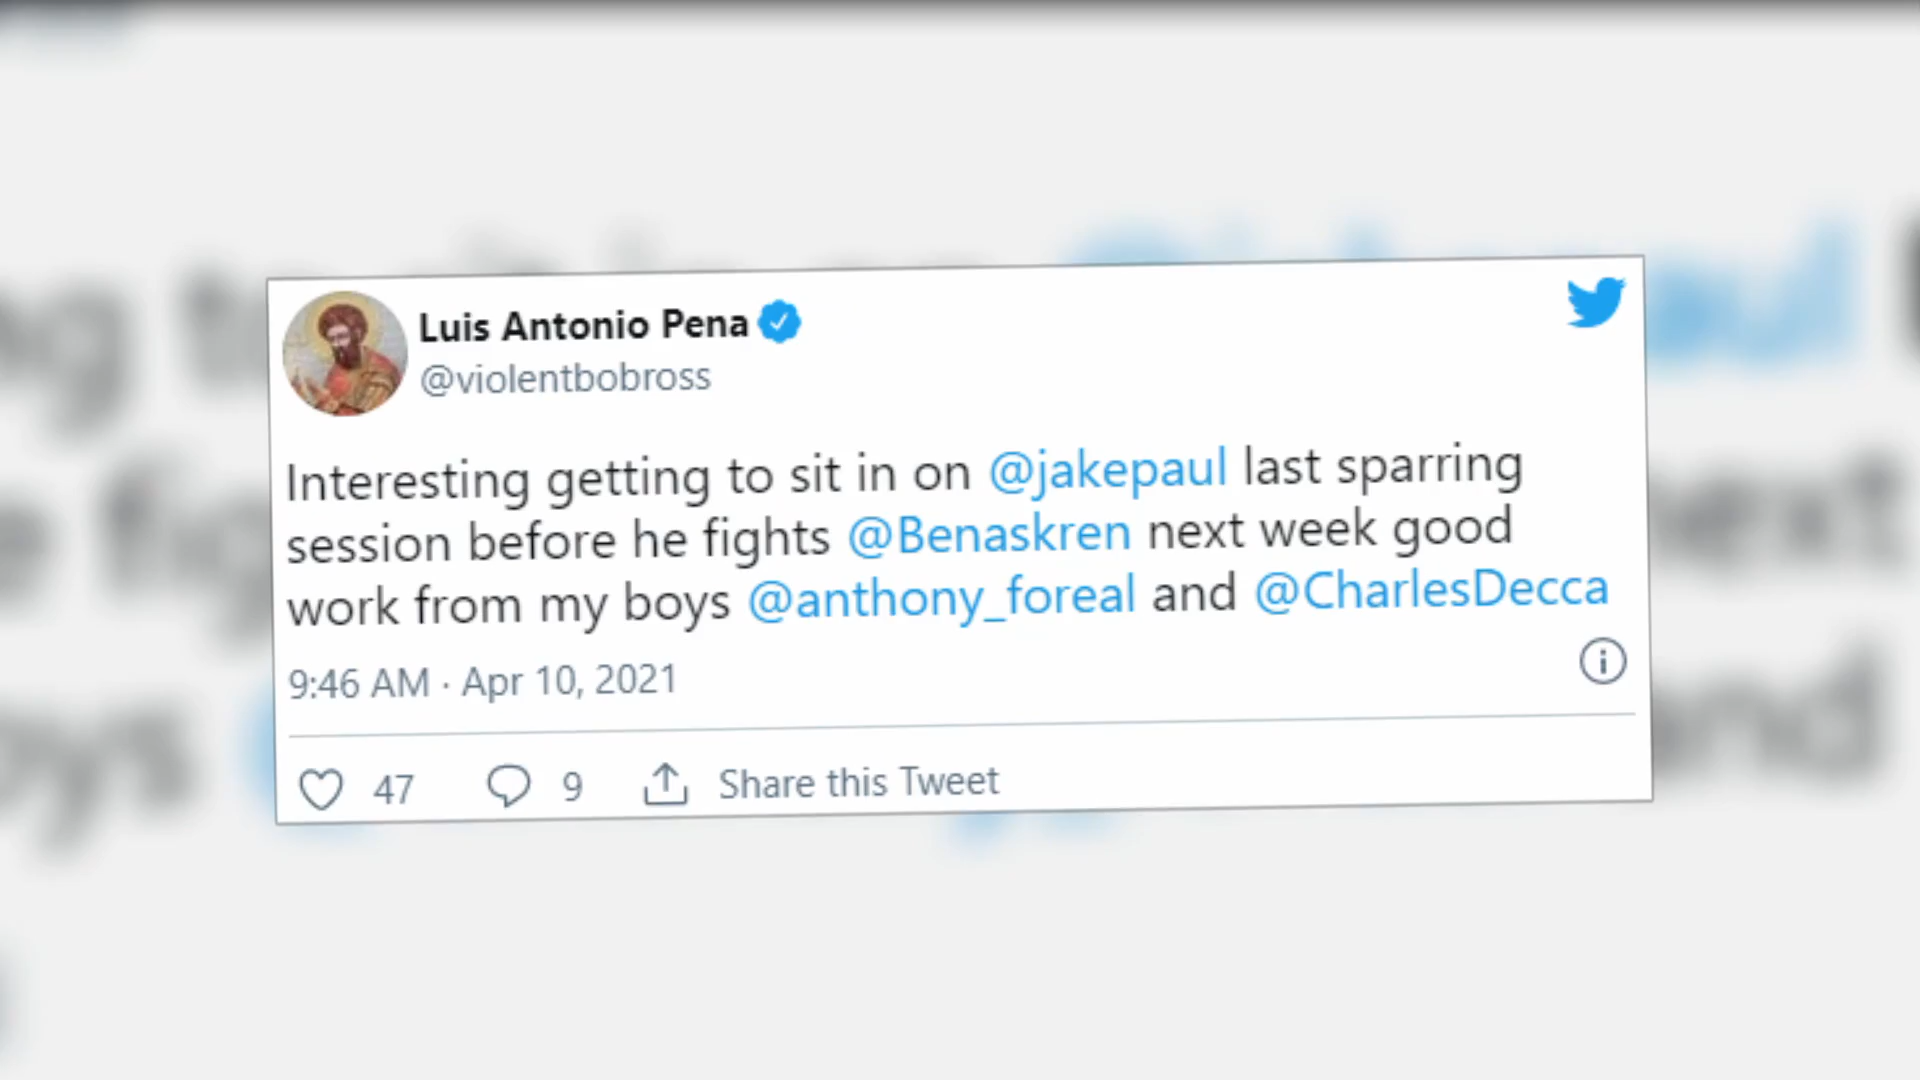 Luis Antonio Pena
@violentbobross
Interesting getting to sit in on @jakepaul last sparring
session before he fights @Benaskren next week good
work from my boys @anthony_foreal and @CharlesDecca
9:46 AM · Apr 10, 2021
47 9 Share this Tweet